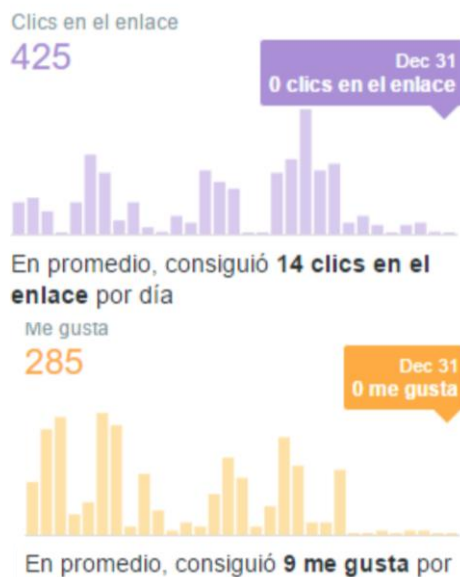 Clics en el enlace
425
Dec 31
0 clics en el enlace
En promedio, consiguió 14 clics en el
enlace por día
Me gusta
285
Dec 31
0 me gusta
En promedio, consiguió 9 me gusta por